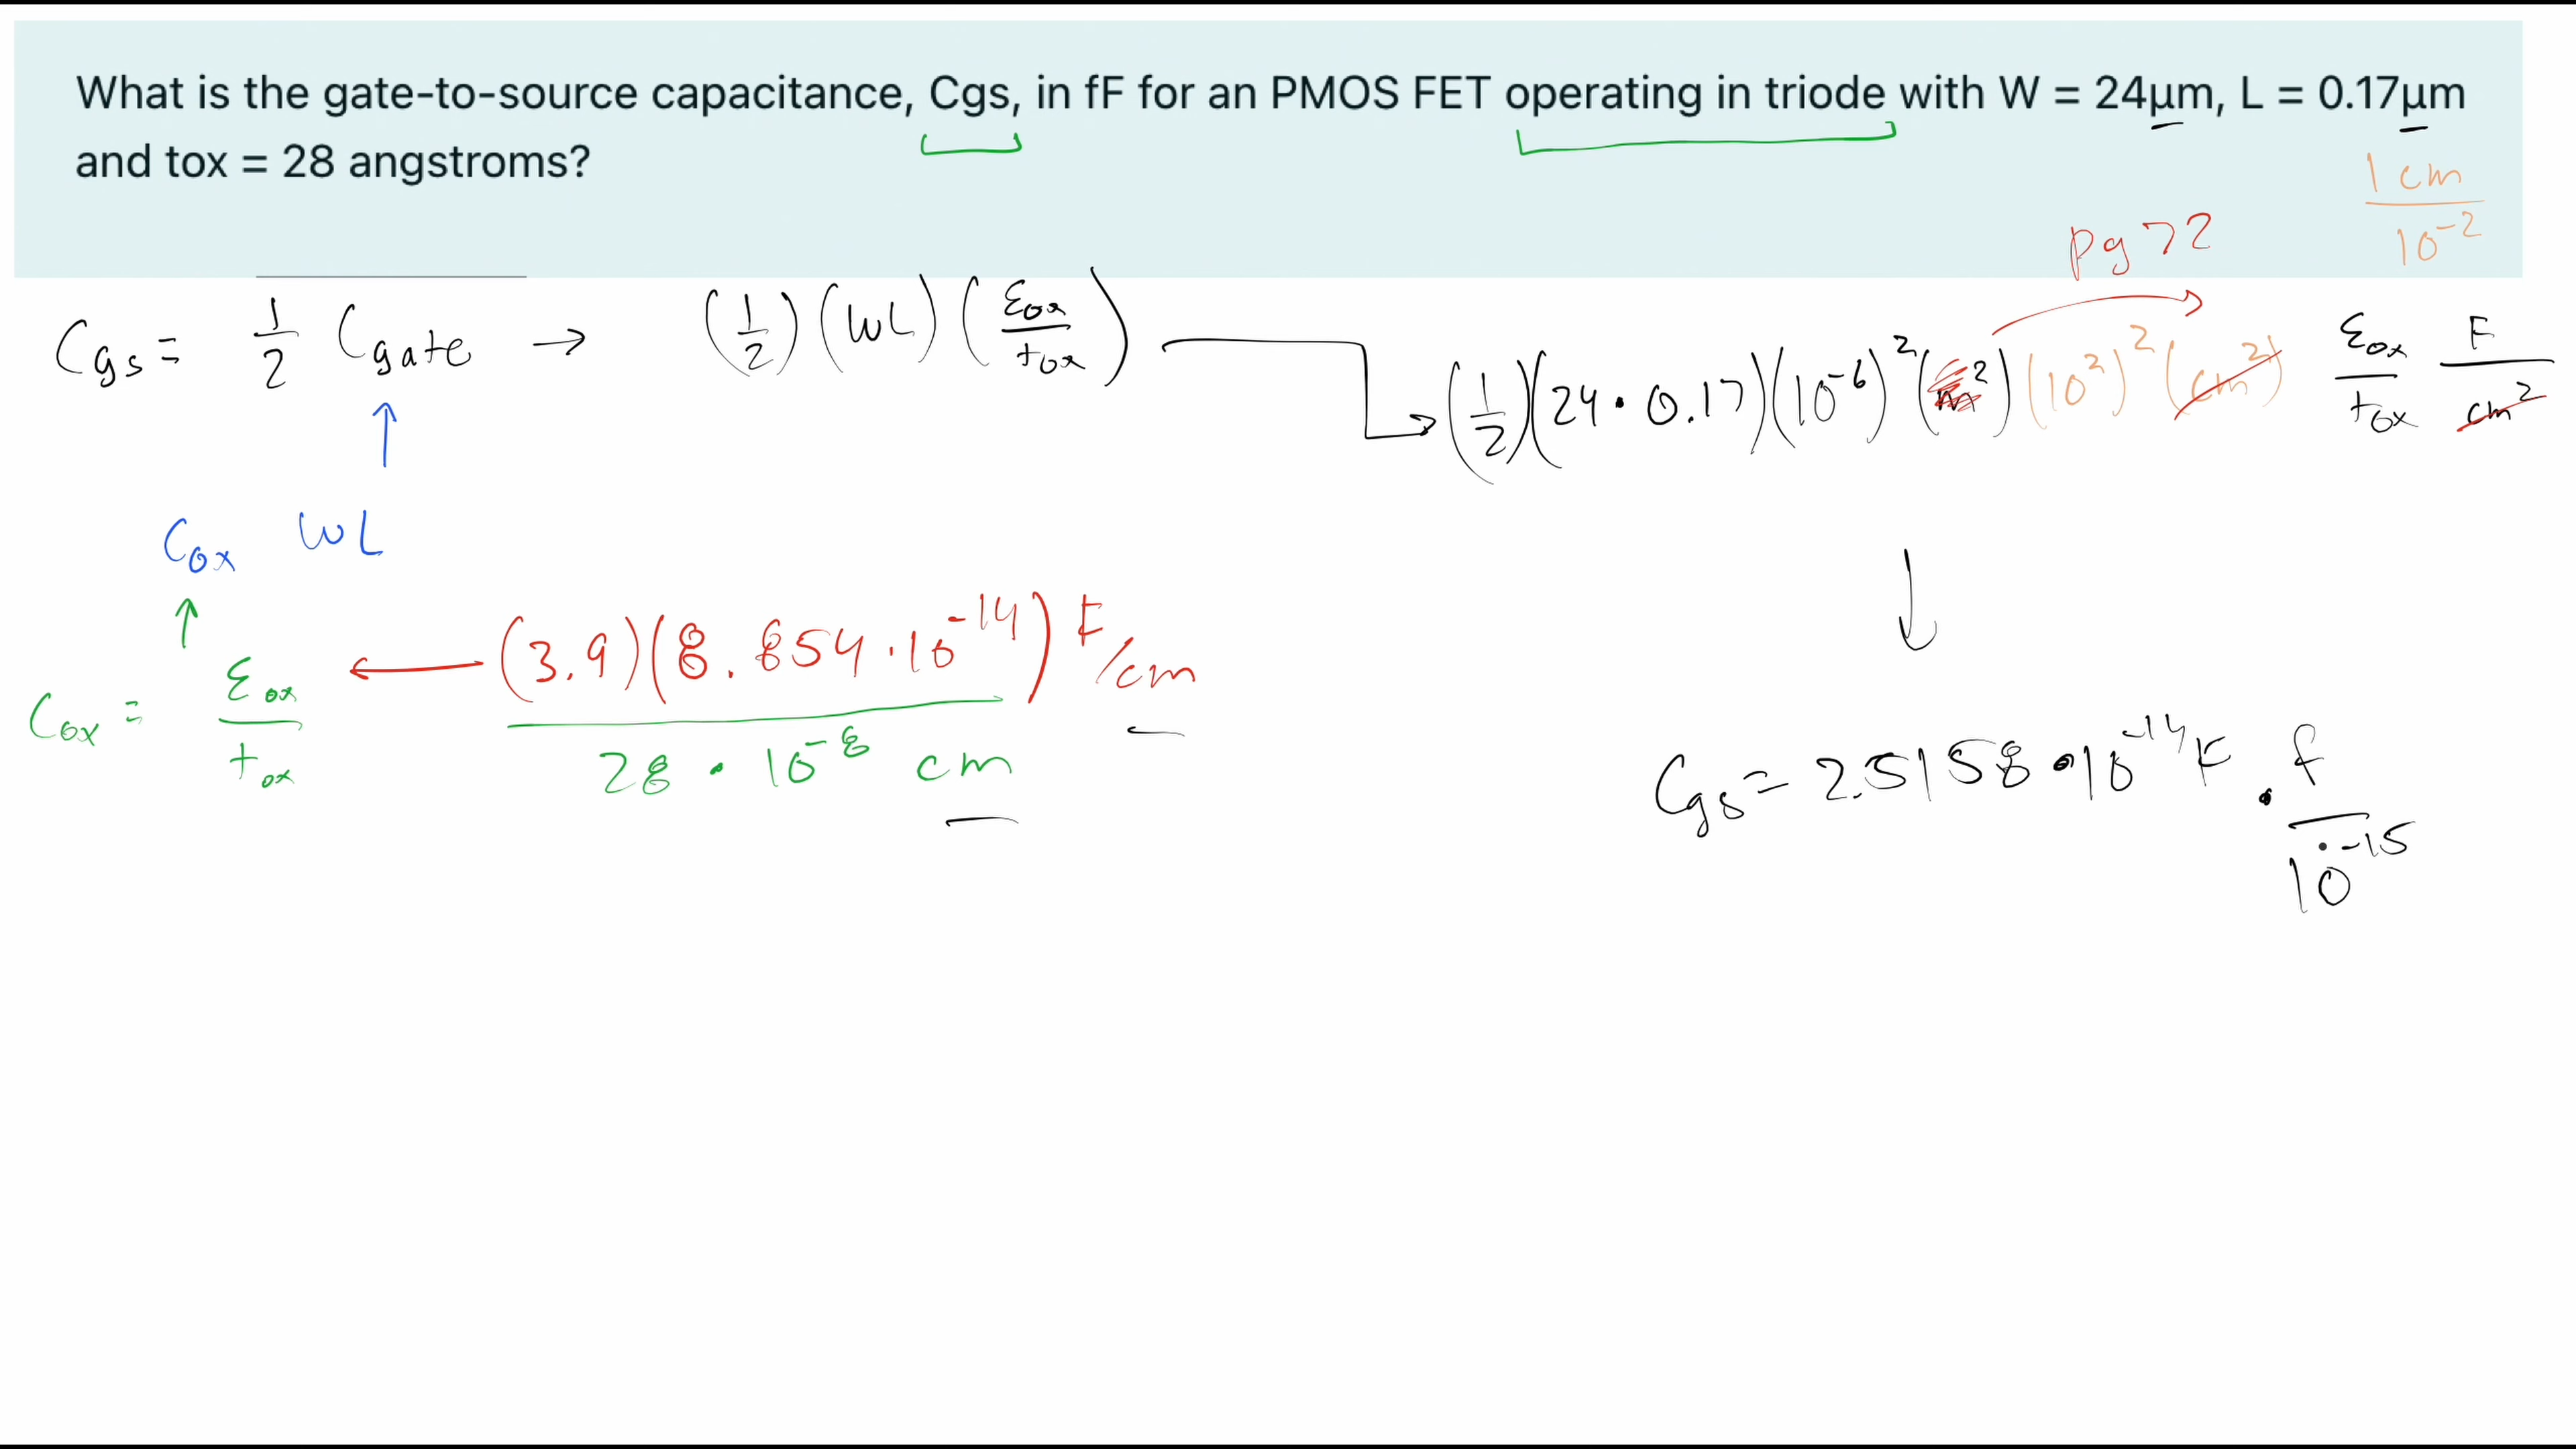 What is the gate-to-source capacitance, Cgs, in fF for an PMOS FET operating in triode with W = 24μm, L = 0.17μm
and tox = 28 angstroms?
1 cm / 10^-2
pg 72
Cgs = 1/2 Cgate → (1/2)(WL)(εox/tox)
(1/2)(24 · 0.17)(10^-6)^2(m^2)(10^2)^2(cm^2) εox/tox F/cm^2
Cox WL
Cox = εox/tox ← (3.9)(8.854·10^-14) F/cm
28 · 10^-8 cm
Cgs = 2.5158 · 10^-14 F · f/10^-15